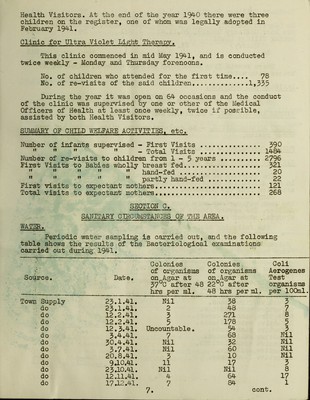 Health Visitors. At the end of the year 1940 there were three
children on the register, one of whom was legally adopted in
February 1941.
Clinic for Ultra Violet Light Therapy.
This clinic commenced in mid May 1941, and is conducted
twice weekly - Monday and Thursday forenoons.
No. of children who attended for the first time.... 78
No. of re-visits of the said children..........1,335
During the year it was open on 64 occasions and the conduct
of the clinic was supervised by one or other of the Medical
Officers of Health at least once weekly, twice if possible,
assisted by both Health Visitors.
SUMMARY OF CHILD WELFARE ACTIVITIES, etc.
Number of infants supervised - First Visits ............... 390
" " " " - Total Visits ............... 1484
Number of re-visits to children from 1 - 5 years .......... 2796
First Visits to Babies wholly breast fed................... 321
" " " " hand-fed ..................... 20
" " " " partly hand-fed .............. 22
First visits to expectant mothers.......................... 121
Total visits to expectant mothers.......................... 268
SECTION C.
SANITARY CIRCUMSTANCES OF THE AREA.
WATER.
Periodic water sampling is carried out, and the following
table shows the results of the Bacteriological examinations
carried out during 1941.
Source. Date. Colonies of organisms on Agar at 37°C after 48 hrs per ml. Colonies of organisms on Agar at 22°C after 48 hrs per ml. Coli Aerogenes Test organisms per 100ml.
Town Supply 23.1.41. Nil 38 3
do 23.1.41. 2 48 7
do 12.2.41. 3 271 8
do 12.2.41. 5 178 5
do 12.3.41. Uncountable. 54 3
do 3.4.41. 7 68 Nil
do 30.4.41. Nil 32 Nil
do 3.7.41. Nil 60 Nil
do 20.8.41. 3 10 Nil
do 9.10.41. 11 17 3
do 23.10.41. Nil Nil 8
do 12.11.41. 4 64 17
do 17.12.41. 7 84 1
7. cont.